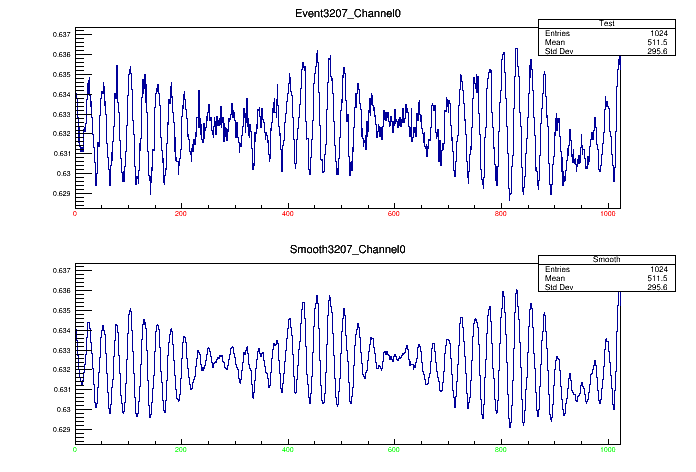 Event3207_Channel0
Test
Entries 1024
Mean 511.5
Std Dev 295.6
0.637
0.636
0.635
0.634
0.633
0.632
0.631
0.63
0.629
0 200 400 600 800 1000
Smooth3207_Channel0
Smooth
Entries 1024
Mean 511.5
Std Dev 295.6
0.637
0.636
0.635
0.634
0.633
0.632
0.631
0.63
0.629
0 200 400 600 800 1000